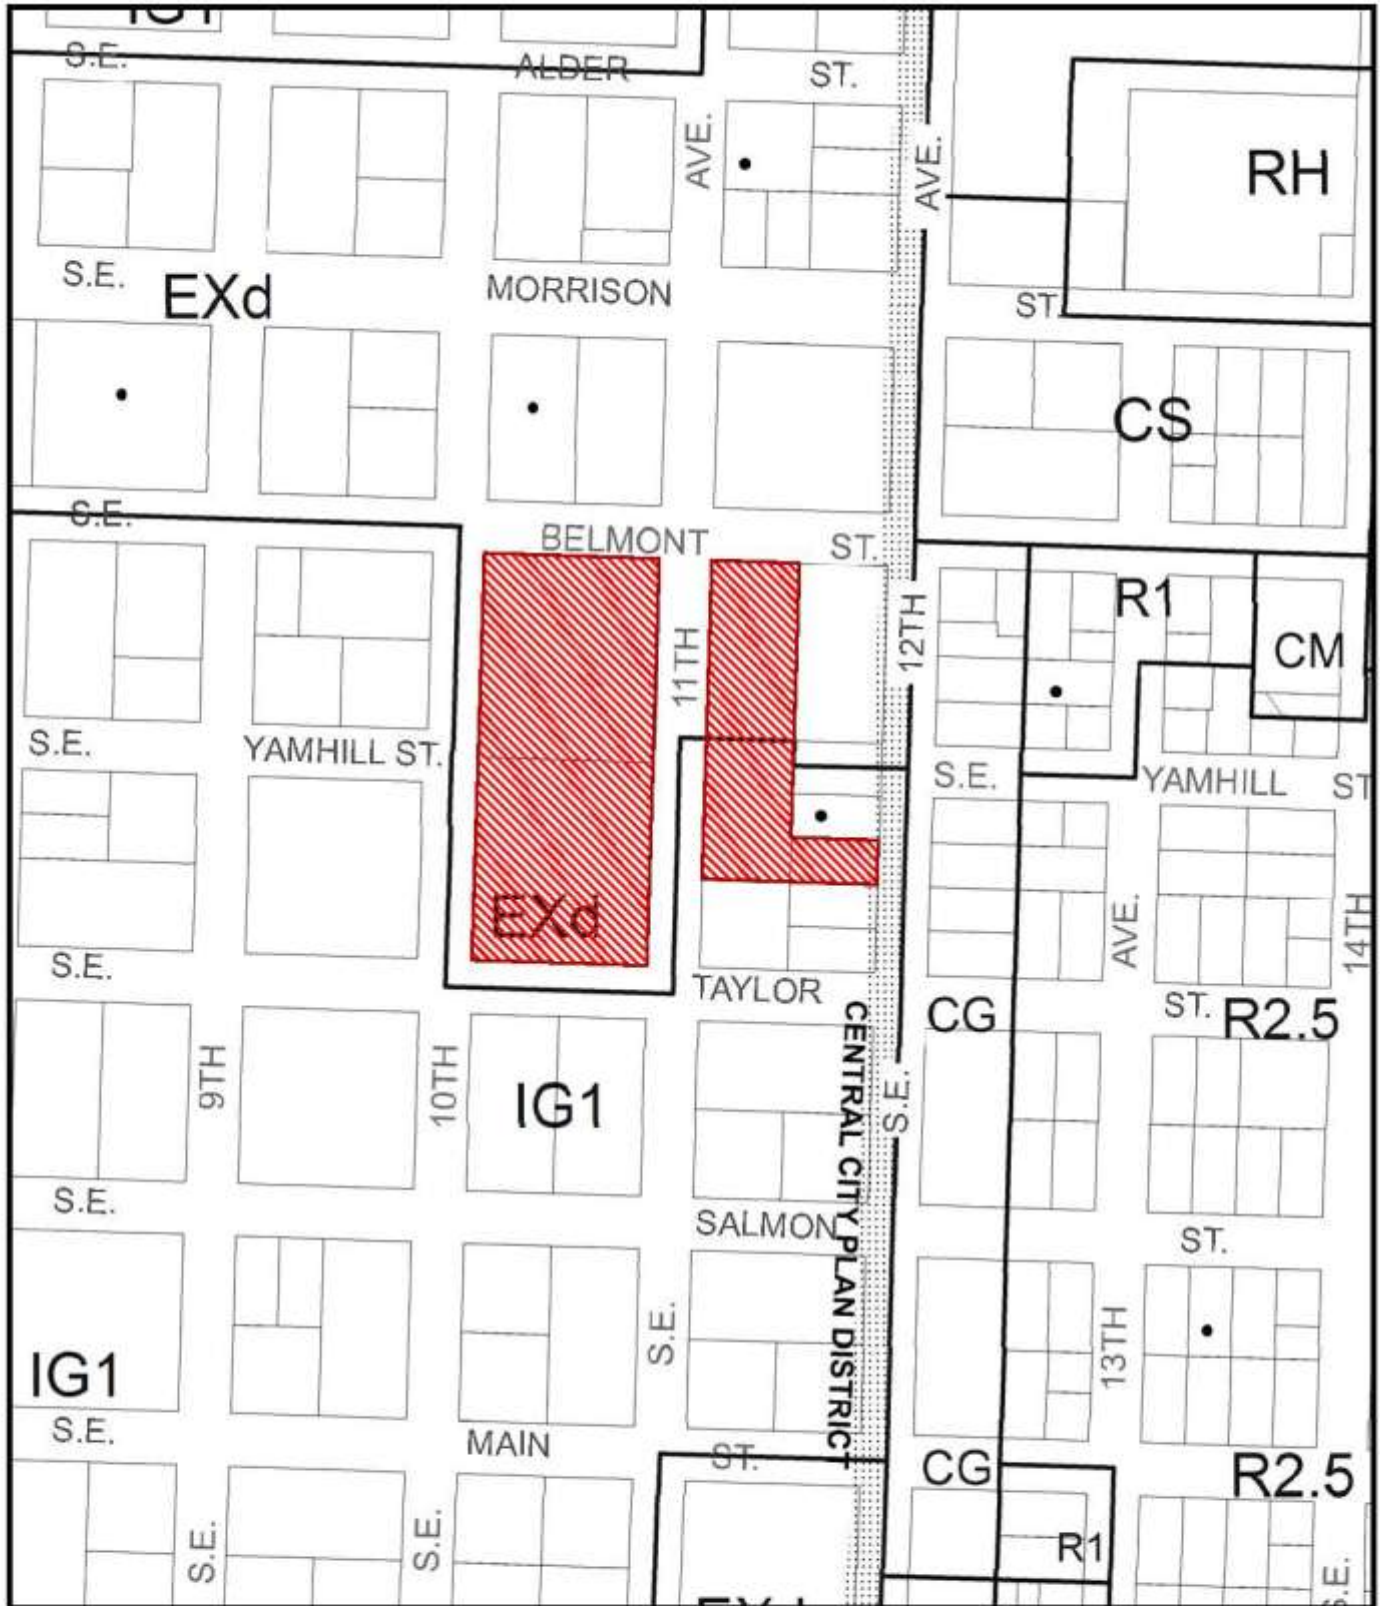 IG1
S.E.
ALDER
ST.
AVE.
AVE.
RH
S.E.
EXd
MORRISON
ST.
CS
S.E.
BELMONT
ST.
11TH
12TH
R1
CM
S.E.
YAMHILL ST.
S.E.
YAMHILL
ST
EXd
AVE.
14TH
S.E.
TAYLOR
ST.
CG
R2.5
9TH
10TH
IG1
S.E.
CENTRAL CITY PLAN DISTRICT
S.E.
SALMON
ST.
S.E.
13TH
IG1
S.E.
MAIN
ST.
CG
R2.5
S.E.
S.E.
R1
S.E.
EXd